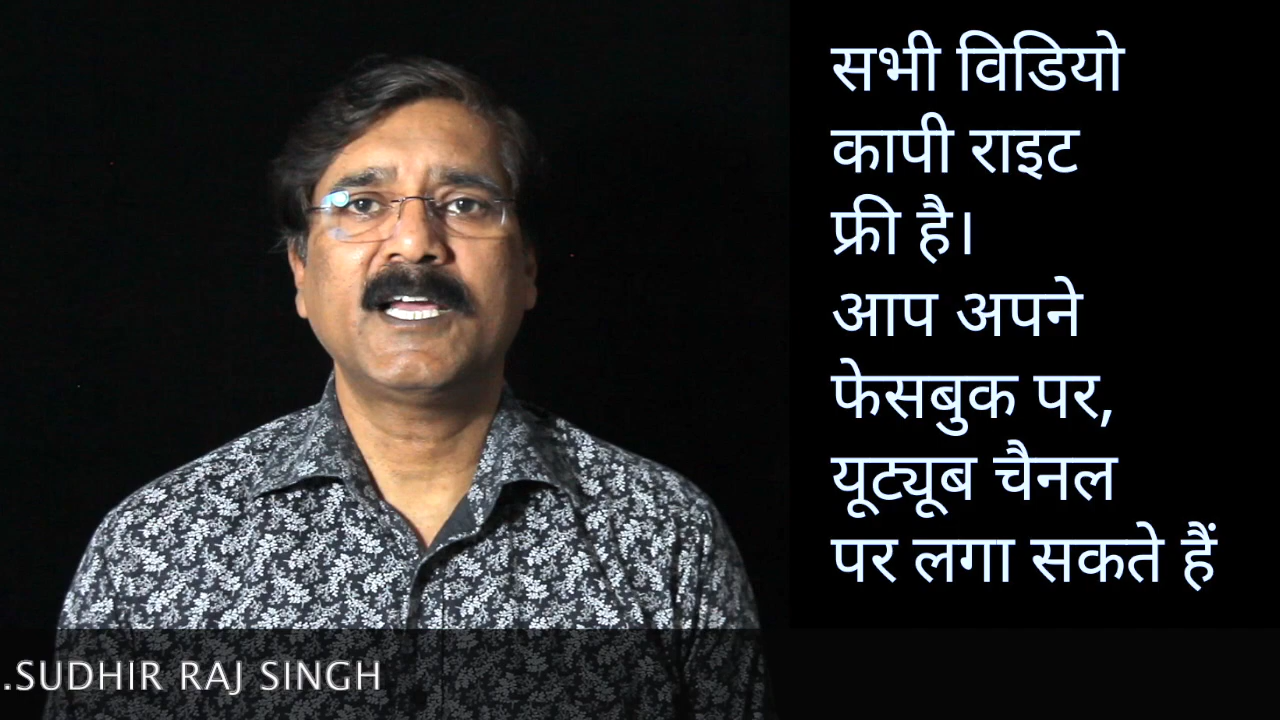 सभी विडियो
कापी राइट
फ्री है।
आप अपने
फेसबुक पर,
यूट्यूब चैनल
पर लगा सकते हैं
.SUDHIR RAJ SINGH